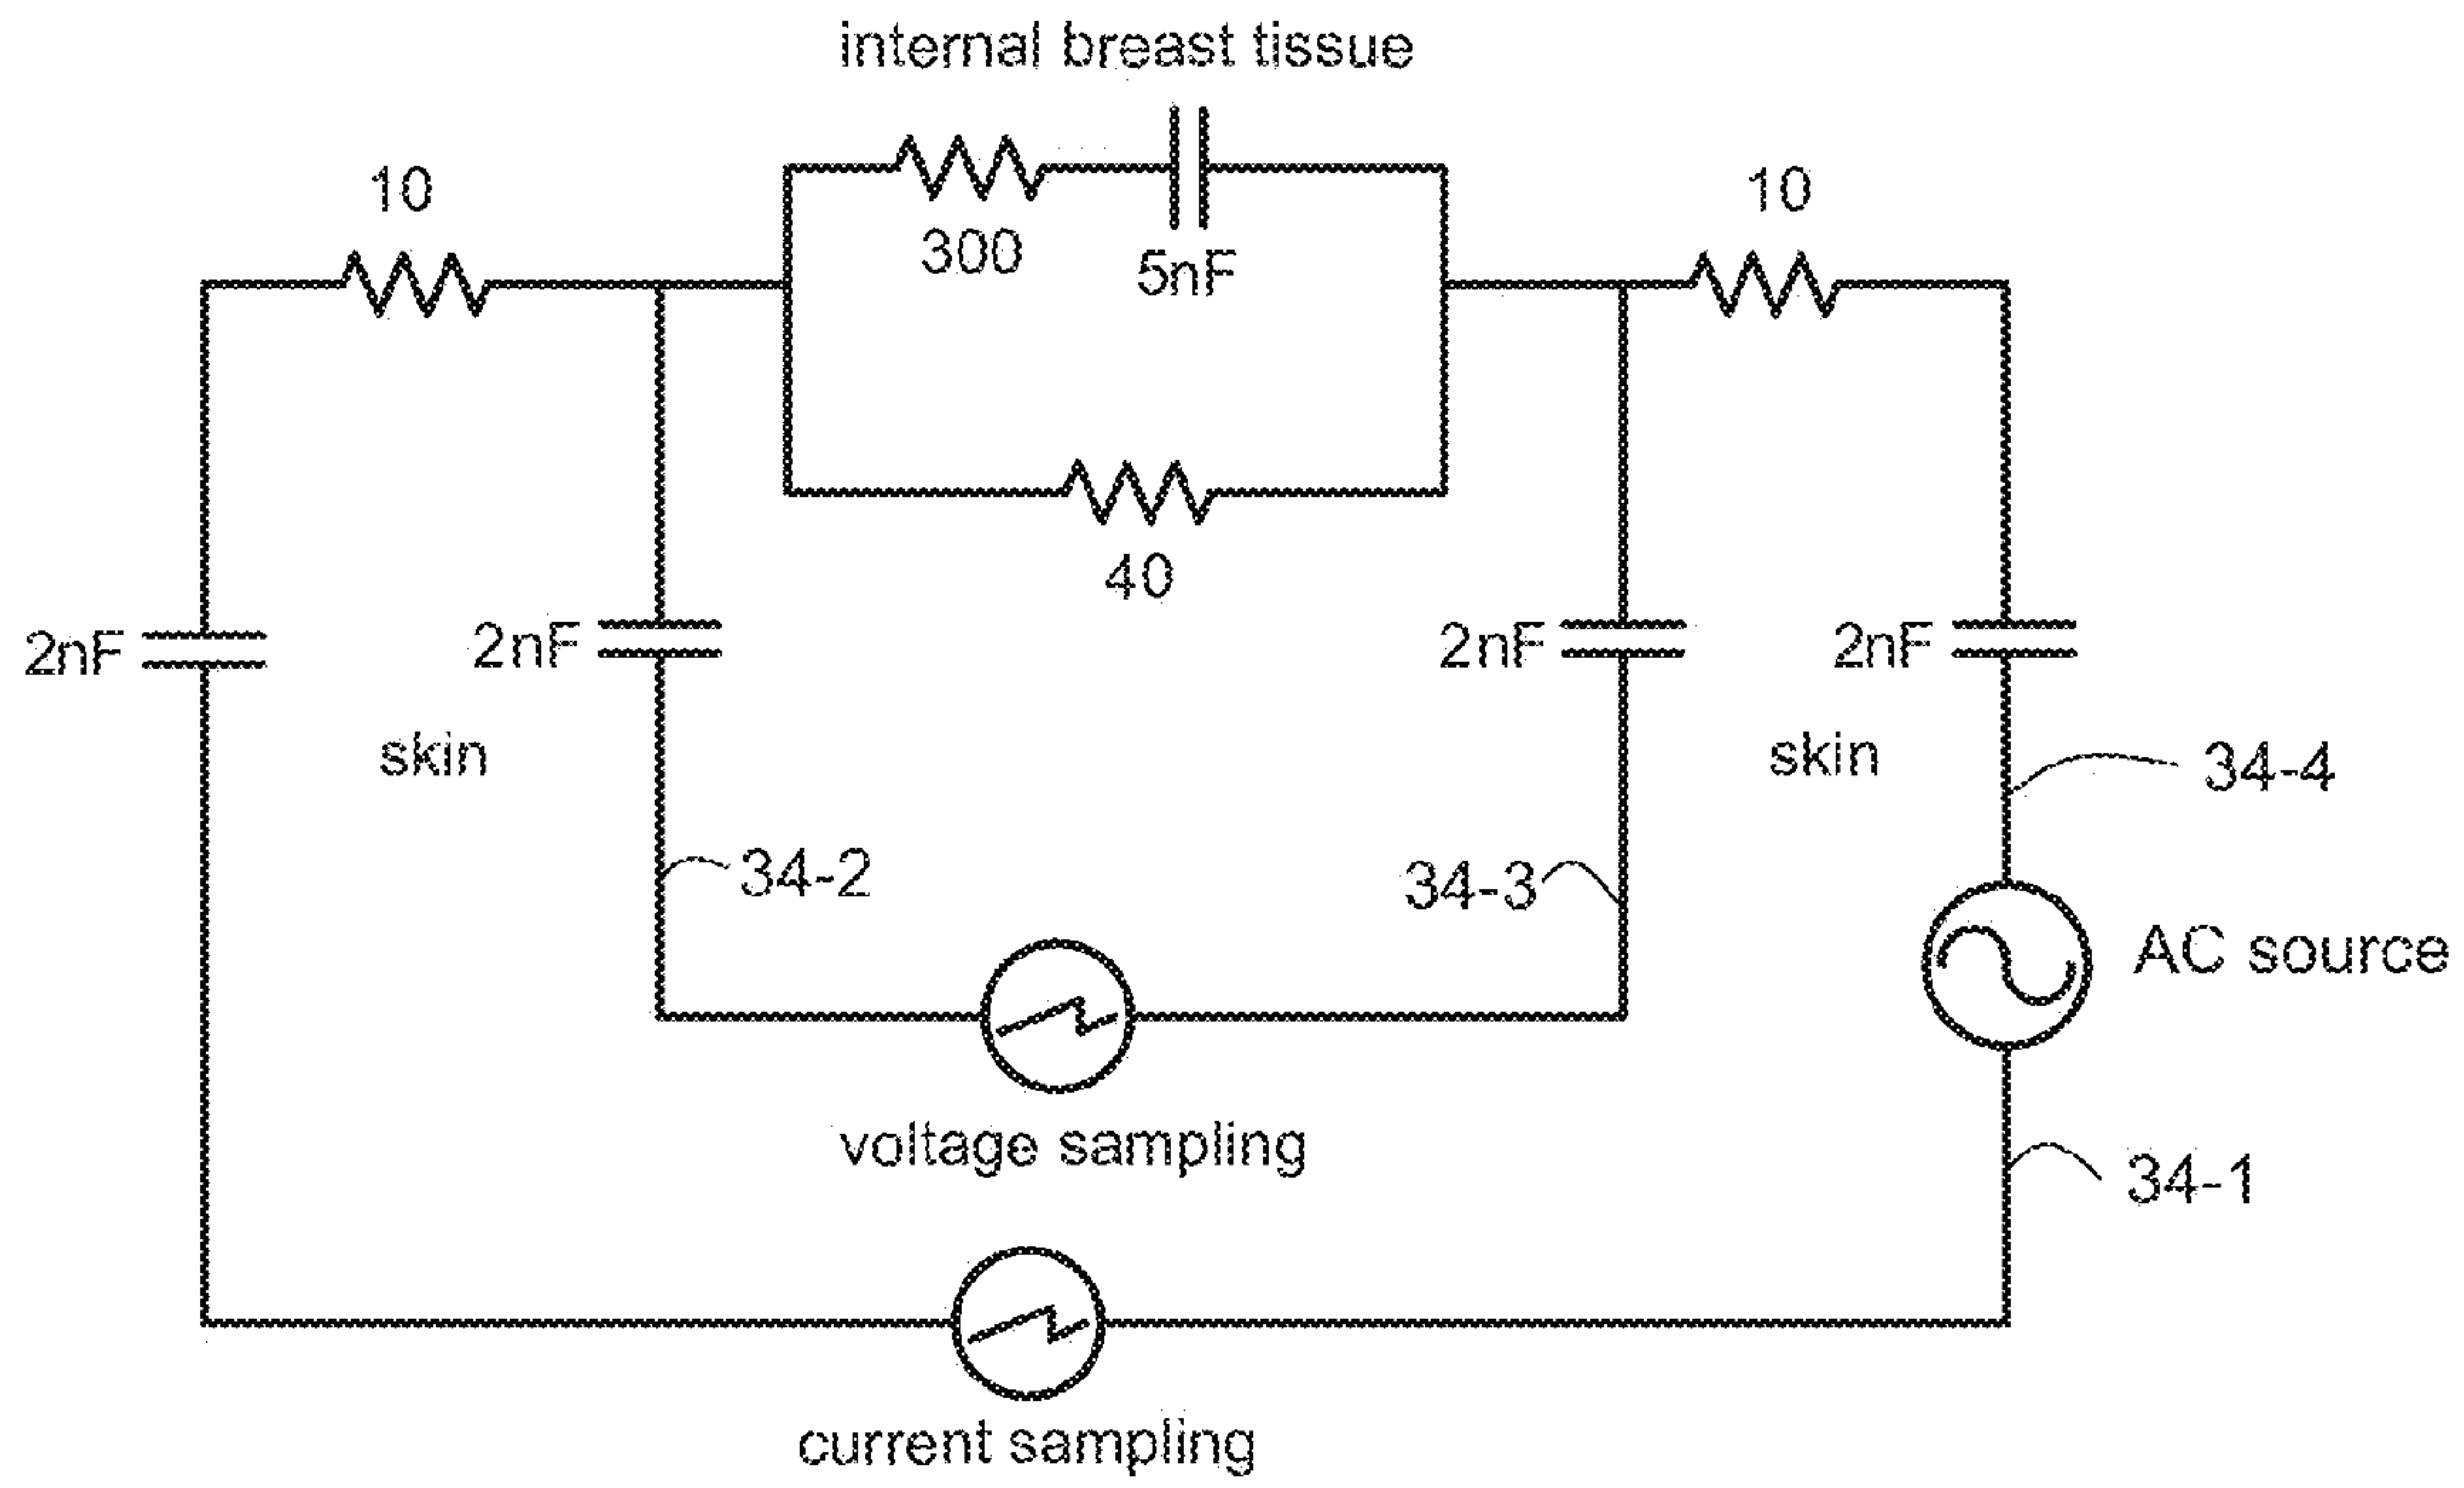 internal breast tissue
10
300
5nF
10
40
2nF
2nF
2nF
2nF
skin
skin
34-4
34-2
34-3
AC source
voltage sampling
34-1
current sampling